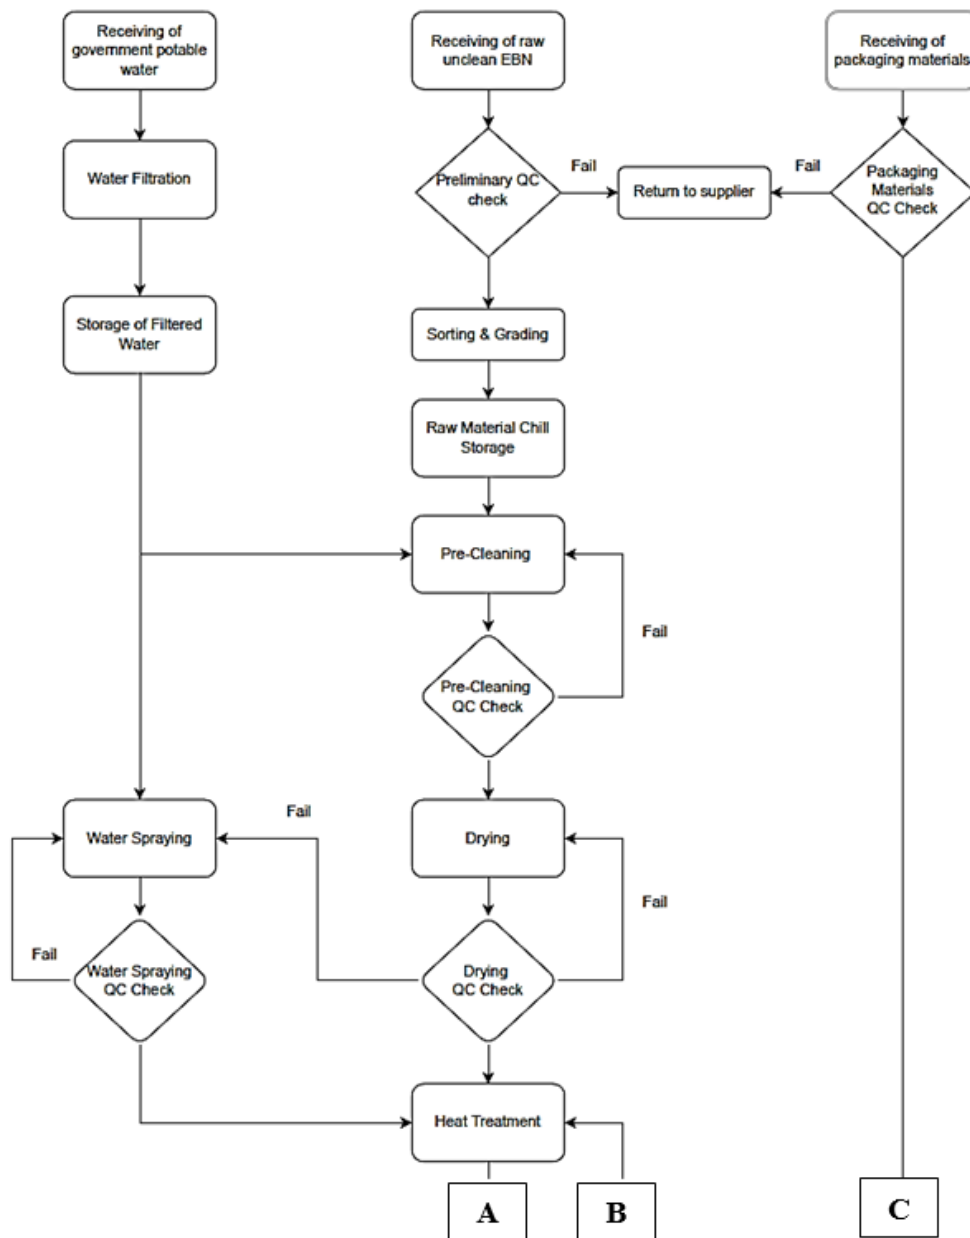 Receiving of
government potable
water
Receiving of raw
unclean EBN
Receiving of
packaging materials
Water Filtration
Preliminary QC
check
Fail
Return to supplier
Fail
Packaging
Materials
QC Check
Storage of Filtered
Water
Sorting & Grading
Raw Material Chill
Storage
Pre-Cleaning
Fail
Pre-Cleaning
QC Check
Water Spraying
Fail
Drying
Fail
Fail
Water Spraying
QC Check
Drying
QC Check
Heat Treatment
A
B
C